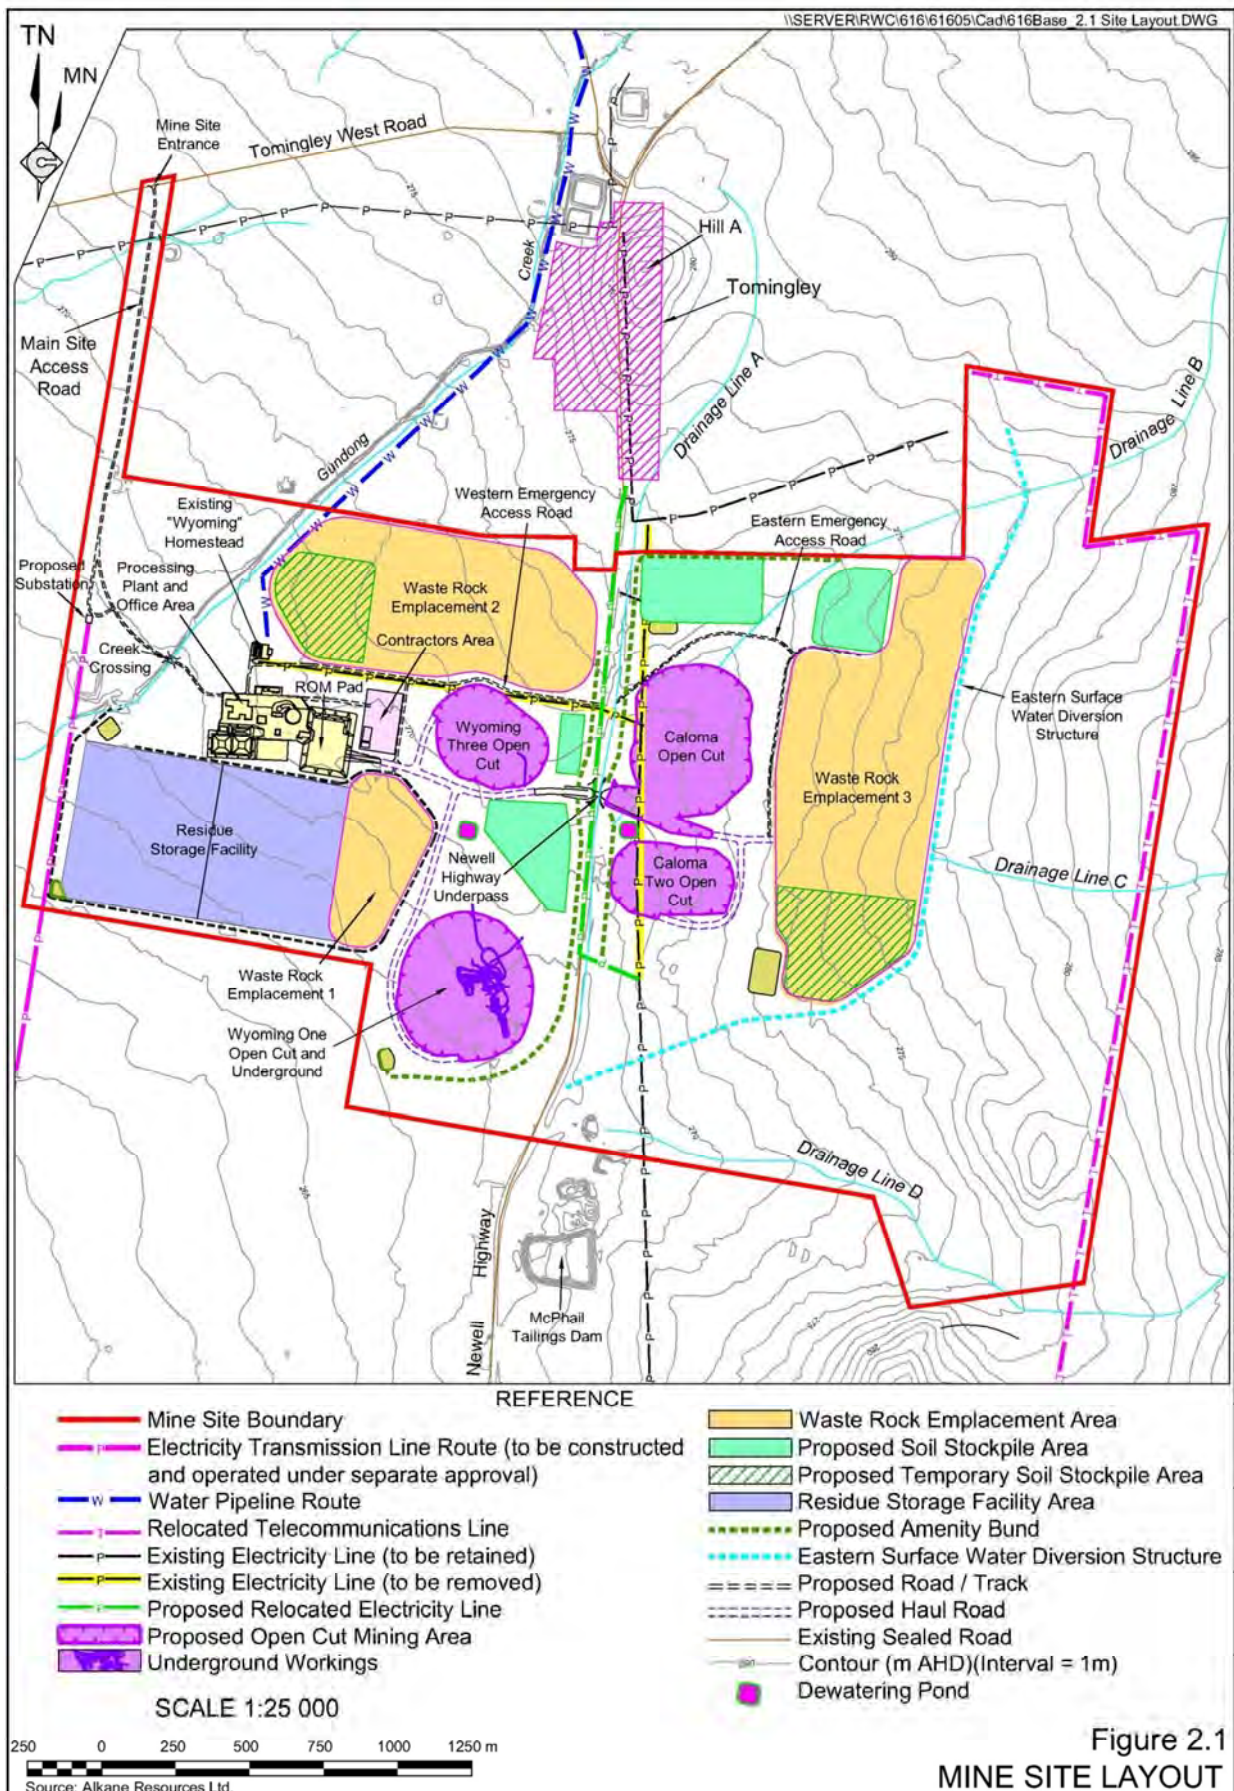 \\SERVER\RWC\616\61605\Cad\616Base_2.1 Site Layout.DWG
TN
MN
Mine Site
Entrance
Tomingley West Road
Hill A
Creek
Tomingley
Main Site
Access
Road
Drainage Line A
Drainage Line B
Gundong
Existing
"Wyoming"
Homestead
Western Emergency
Access Road
Eastern Emergency
Access Road
Proposed
Substation
Processing
Plant and
Office Area
Waste Rock
Emplacement 2
Contractors Area
Creek
Crossing
ROM Pad
Eastern Surface
Water Diversion
Structure
Wyoming
Three Open
Cut
Caloma
Open Cut
Waste Rock
Emplacement 3
Residue
Storage Facility
Newell
Highway
Underpass
Caloma
Two Open
Cut
Drainage Line C
Waste Rock
Emplacement 1
Wyoming One
Open Cut and
Underground
Drainage Line D
Newell Highway
McPhail
Tailings Dam
REFERENCE
Mine Site Boundary
Electricity Transmission Line Route (to be constructed
and operated under separate approval)
Water Pipeline Route
Relocated Telecommunications Line
Existing Electricity Line (to be retained)
Existing Electricity Line (to be removed)
Proposed Relocated Electricity Line
Proposed Open Cut Mining Area
Underground Workings
Waste Rock Emplacement Area
Proposed Soil Stockpile Area
Proposed Temporary Soil Stockpile Area
Residue Storage Facility Area
Proposed Amenity Bund
Eastern Surface Water Diversion Structure
Proposed Road / Track
Proposed Haul Road
Existing Sealed Road
Contour (m AHD)(Interval = 1m)
Dewatering Pond
SCALE 1:25 000
250 0 250 500 750 1000 1250 m
Source: Alkane Resources Ltd.
Figure 2.1
MINE SITE LAYOUT